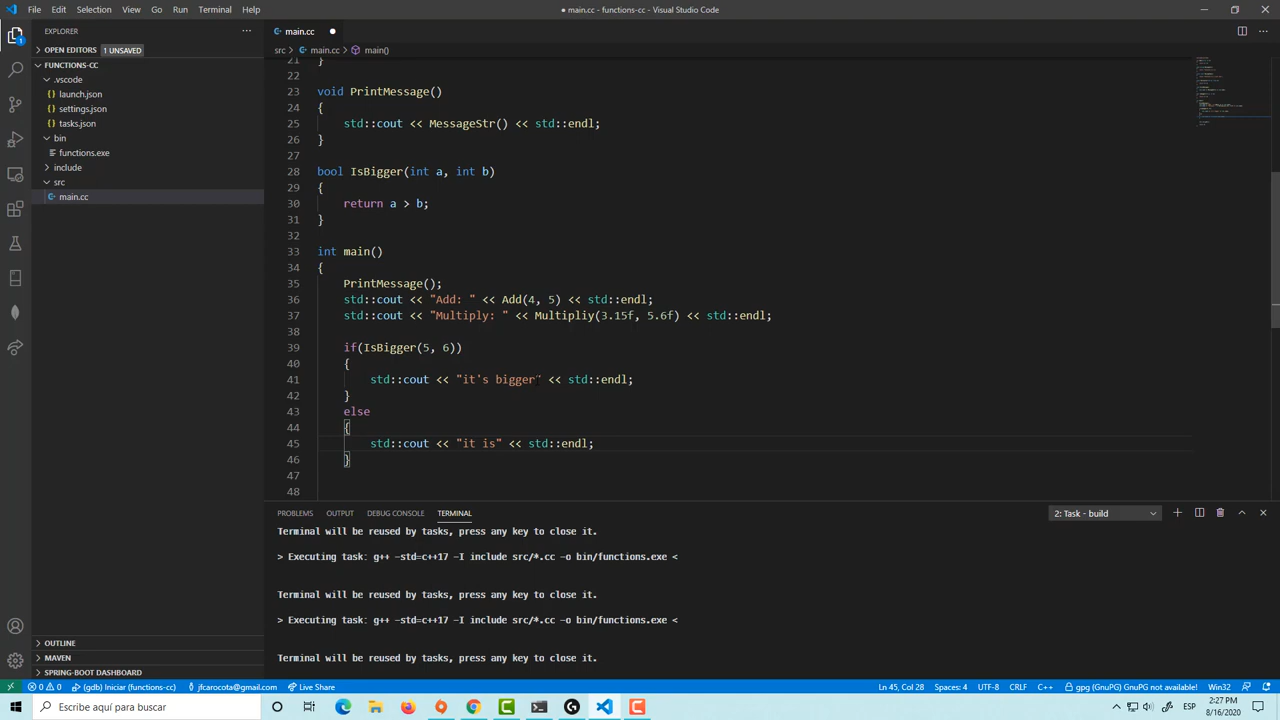 File Edit Selection View Go Run Terminal Help
● main.cc - functions-cc - Visual Studio Code
EXPLORER
OPEN EDITORS 1 UNSAVED
FUNCTIONS-CC
.vscode
launch.json
settings.json
tasks.json
bin
functions.exe
include
src
main.cc
OUTLINE
MAVEN
SPRING-BOOT DASHBOARD
1
main.cc ●
src > main.cc > main()
21 }
22
23 void PrintMessage()
24 {
25 std::cout << MessageStr() << std::endl;
26 }
27
28 bool IsBigger(int a, int b)
29 {
30 return a > b;
31 }
32
33 int main()
34 {
35 PrintMessage();
36 std::cout << "Add: " << Add(4, 5) << std::endl;
37 std::cout << "Multiply: " << Multipliy(3.15f, 5.6f) << std::endl;
38
39 if(IsBigger(5, 6))
40 {
41 std::cout << "it's bigger" << std::endl;
42 }
43 else
44 {
45 std::cout << "it is" << std::endl;
46 }
47
48
PROBLEMS OUTPUT DEBUG CONSOLE TERMINAL 2: Task - build
Terminal will be reused by tasks, press any key to close it.
> Executing task: g++ -std=c++17 -I include src/*.cc -o bin/functions.exe <
Terminal will be reused by tasks, press any key to close it.
> Executing task: g++ -std=c++17 -I include src/*.cc -o bin/functions.exe <
Terminal will be reused by tasks, press any key to close it.
0 0 (gdb) Iniciar (functions-cc) jfcarocota@gmail.com Live Share Ln 45, Col 28 Spaces: 4 UTF-8 CRLF C++ gpg (GnuPG) GnuPG not available! Win32
Escribe aquí para buscar
ESP
2:27 PM
8/16/2020